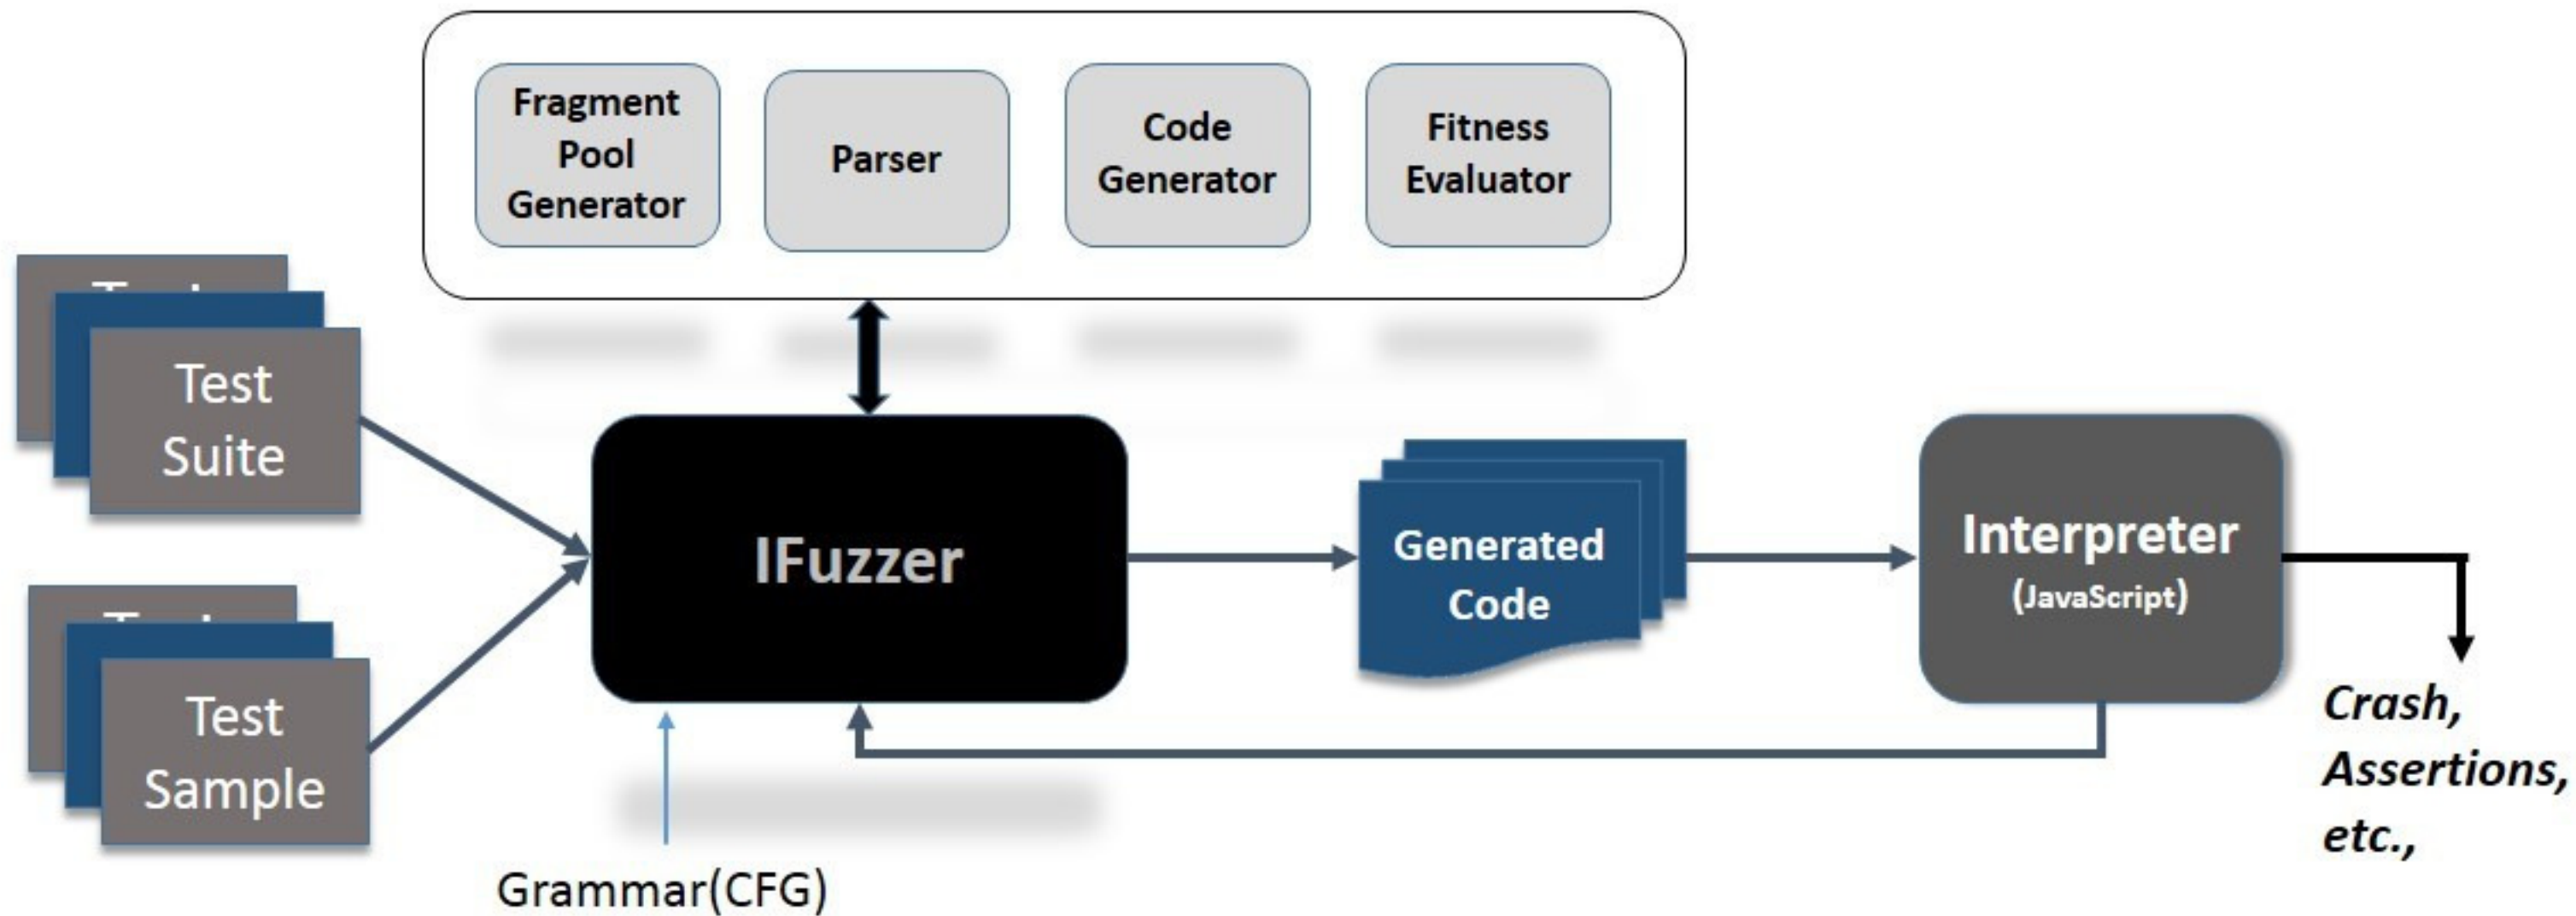 Fragment
Pool
Generator
Parser
Code
Generator
Fitness
Evaluator
Test
Suite
Test
Sample
IFuzzer
Generated
Code
Interpreter
(JavaScript)
Crash,
Assertions,
etc.,
Grammar(CFG)